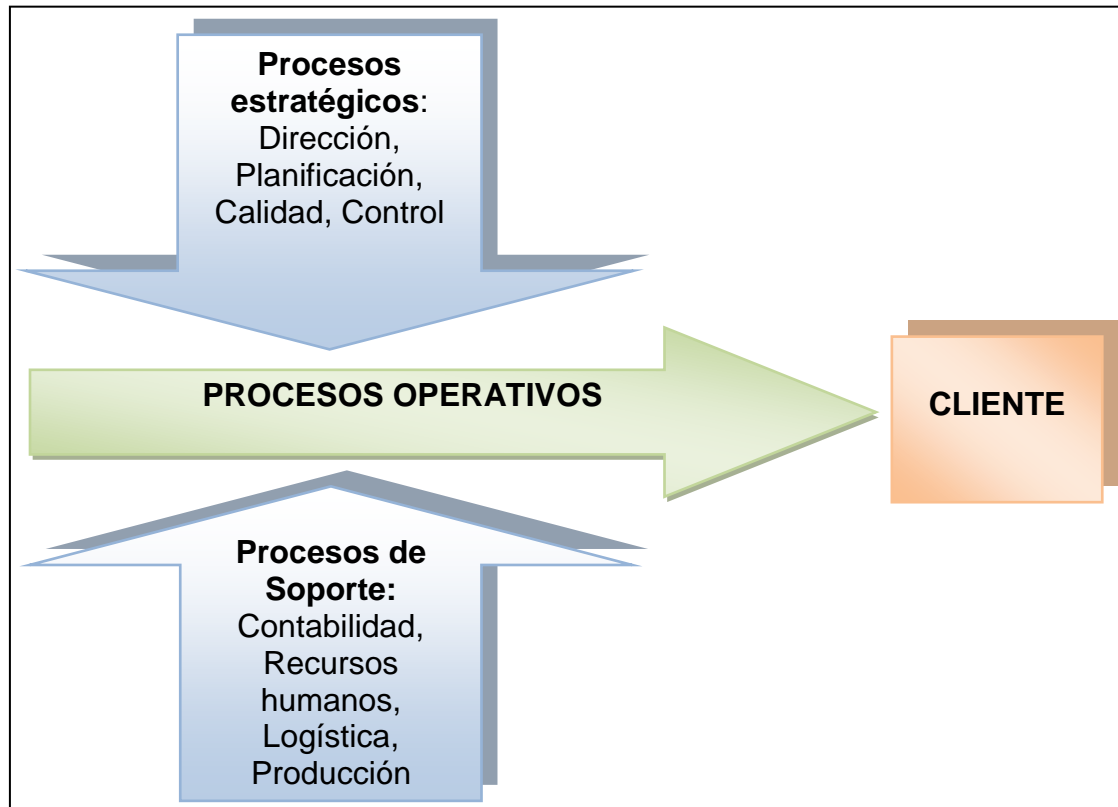 Procesos
estratégicos:
Dirección,
Planificación,
Calidad, Control
PROCESOS OPERATIVOS
CLIENTE
Procesos de
Soporte:
Contabilidad,
Recursos
humanos,
Logística,
Producción